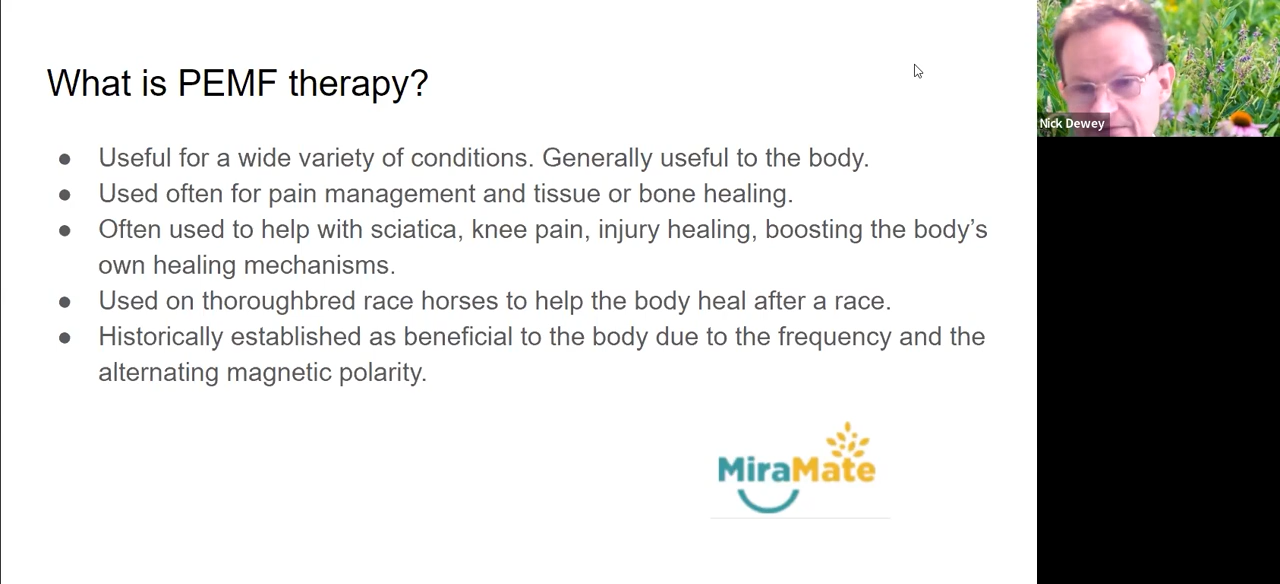 What is PEMF therapy?
● Useful for a wide variety of conditions. Generally useful to the body.
● Used often for pain management and tissue or bone healing.
● Often used to help with sciatica, knee pain, injury healing, boosting the body’s
own healing mechanisms.
● Used on thoroughbred race horses to help the body heal after a race.
● Historically established as beneficial to the body due to the frequency and the
alternating magnetic polarity.
MiraMate
Nick Dewey